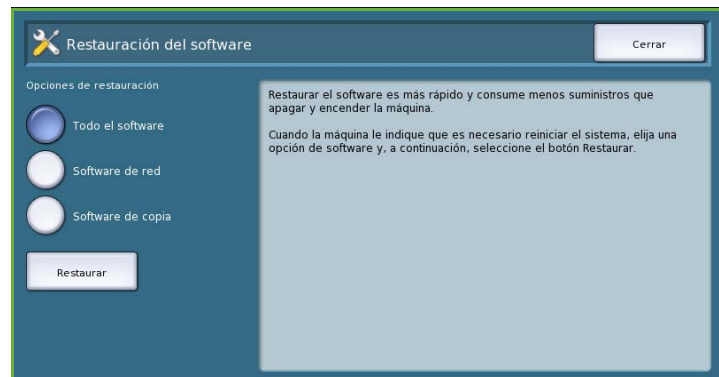 Restauración del software
Cerrar
Opciones de restauración
Todo el software
Software de red
Software de copia
Restaurar
Restaurar el software es más rápido y consume menos suministros que
apagar y encender la máquina.
Cuando la máquina le indique que es necesario reiniciar el sistema, elija una
opción de software y, a continuación, seleccione el botón Restaurar.